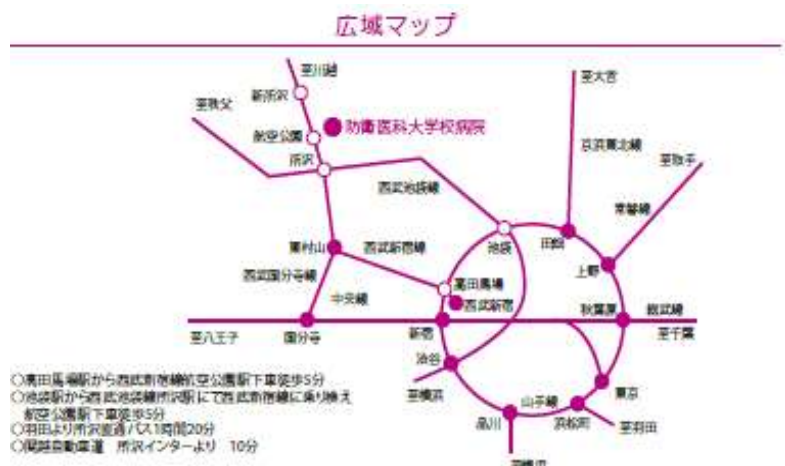 広域マップ
至川越
至大宮
新所沢
至秩父
防衛医科大学校病院
航空公園
京浜東北線
至取手
所沢
西武池袋線
常磐線
池袋
田端
東村山
西武新宿線
上野
西武国分寺線
高田馬場
中央線
西武新宿
秋葉原
総武線
至八王子
国分寺
新宿
至千葉
渋谷
○高田馬場駅から西武新宿線航空公園駅下車徒歩5分
○池袋駅から西武池袋線所沢駅にて西武新宿線に乗り換え
航空公園駅下車徒歩5分
○羽田より所沢直通バス1時間20分
○関越自動車道 所沢インターより 10分
至横浜
東京
山手線
品川
浜松町
至羽田
至横浜